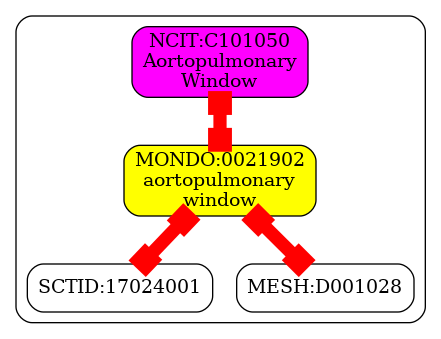 NCIT:C101050
Aortopulmonary
Window
MONDO:0021902
aortopulmonary
window
SCTID:17024001
MESH:D001028